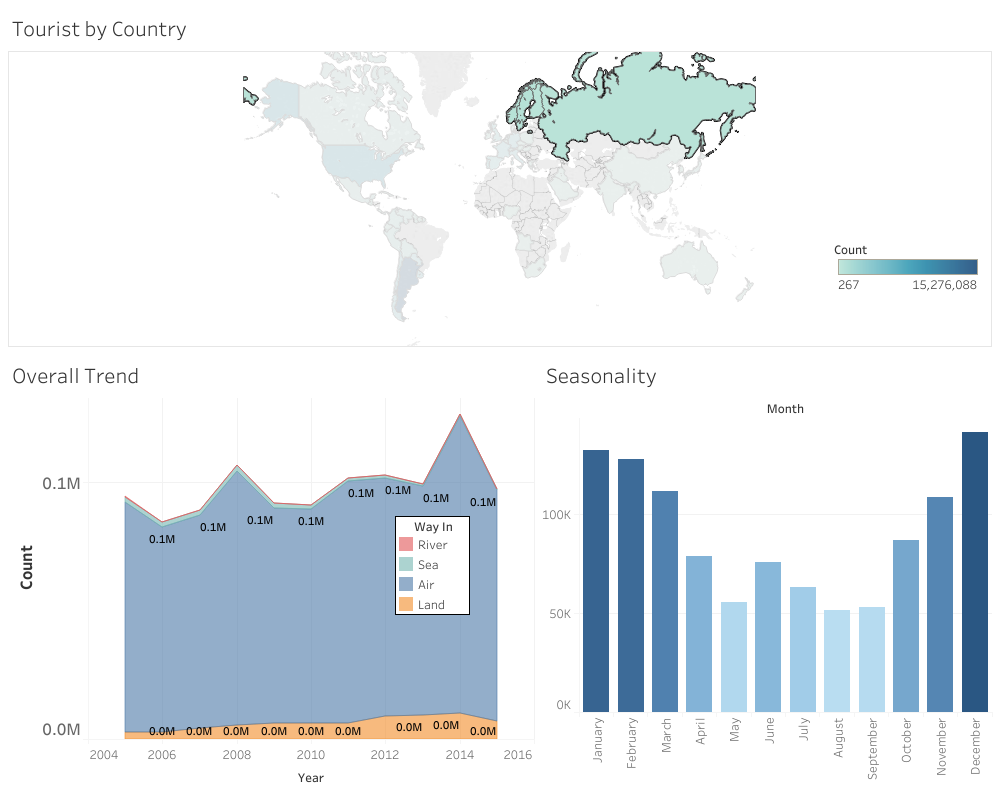 Tourist by Country
Count
267 15,276,088
Overall Trend
Seasonality
Month
Count
0.1M
0.0M
0.1M 0.1M 0.1M 0.1M 0.1M 0.1M 0.1M 0.1M 0.1M
Way In
River
Sea
Air
Land
0.0M 0.0M 0.0M 0.0M 0.0M 0.0M 0.0M 0.0M 0.0M
2004 2006 2008 2010 2012 2014 2016
Year
100K
50K
0K
January
February
March
April
May
June
July
August
September
October
November
December